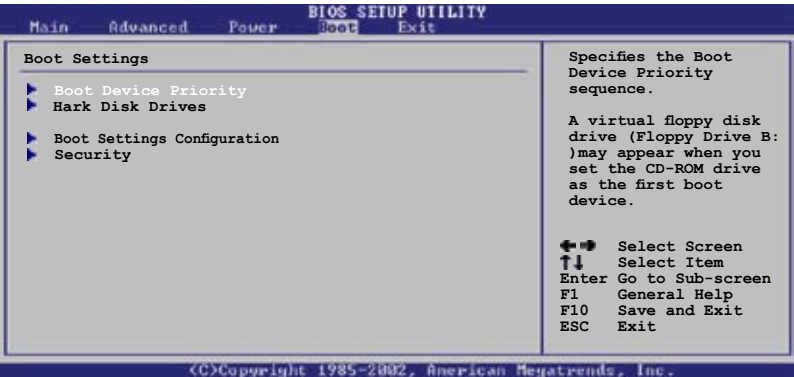 BIOS SETUP UTILITY
Main Advanced Power Boot Exit
Boot Settings
Boot Device Priority
Hark Disk Drives
Boot Settings Configuration
Security
Specifies the Boot
Device Priority
sequence.
A virtual floppy disk
drive (Floppy Drive B:
)may appear when you
set the CD-ROM drive
as the first boot
device.
←→ Select Screen
↑↓ Select Item
Enter Go to Sub-screen
F1 General Help
F10 Save and Exit
ESC Exit
(C)Copyright 1985-2002, American Megatrends, Inc.